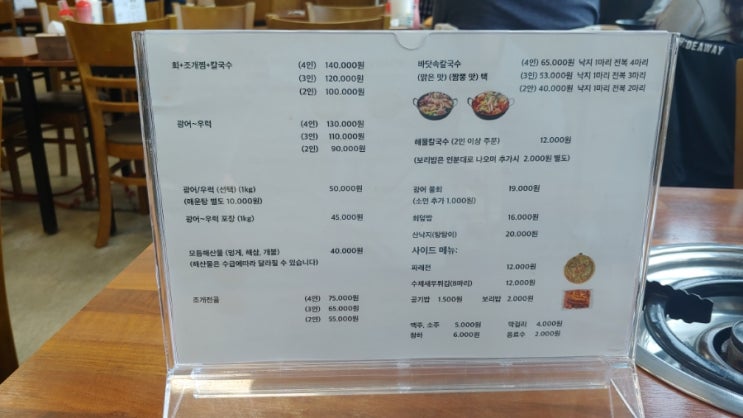 회+조개찜+칼국수 (4인) 140.000원
(3인) 120.000원
(2인) 100.000원
광어~우럭 (4인) 130.000원
(3인) 110.000원
(2인) 90.000원
광어/우럭 (선택) (1kg) 50,000원
(매운탕 별도 10.000원)
광어~우럭 포장 (1kg) 45,000원
모듬해산물 (멍게, 해삼, 개불) 40.000원
(해산물은 수급에따라 달라질 수 있습니다)
조개전골 (4인) 75.000원
(3인) 65.000원
(2인) 55.000원
바닷속칼국수 (4인) 65.000원 낙지 1마리 전복 4마리
(맑은 맛) (짬뽕 맛) 택 (3인) 53.000원 낙지 1마리 전복 3마리
(2인) 40,000원 낙지 1마리 전복 2마리
해물칼국수 (2인 이상 주문) 12.000원
(보리밥은 인분대로 나오며 추가시 2.000원 별도)
광어 물회 19.000원
(소면 추가 1,000원)
회덮밥 16.000원
산낙지(탕탕이) 20.000원
사이드 메뉴:
파래전 12.000원
수제새우튀김(8마리) 12.000원
공기밥 1.500원 보리밥 2.000원
맥주, 소주 5.000원 막걸리 4.000원
청하 6.000원 음료수 2.000원
DEAWAY